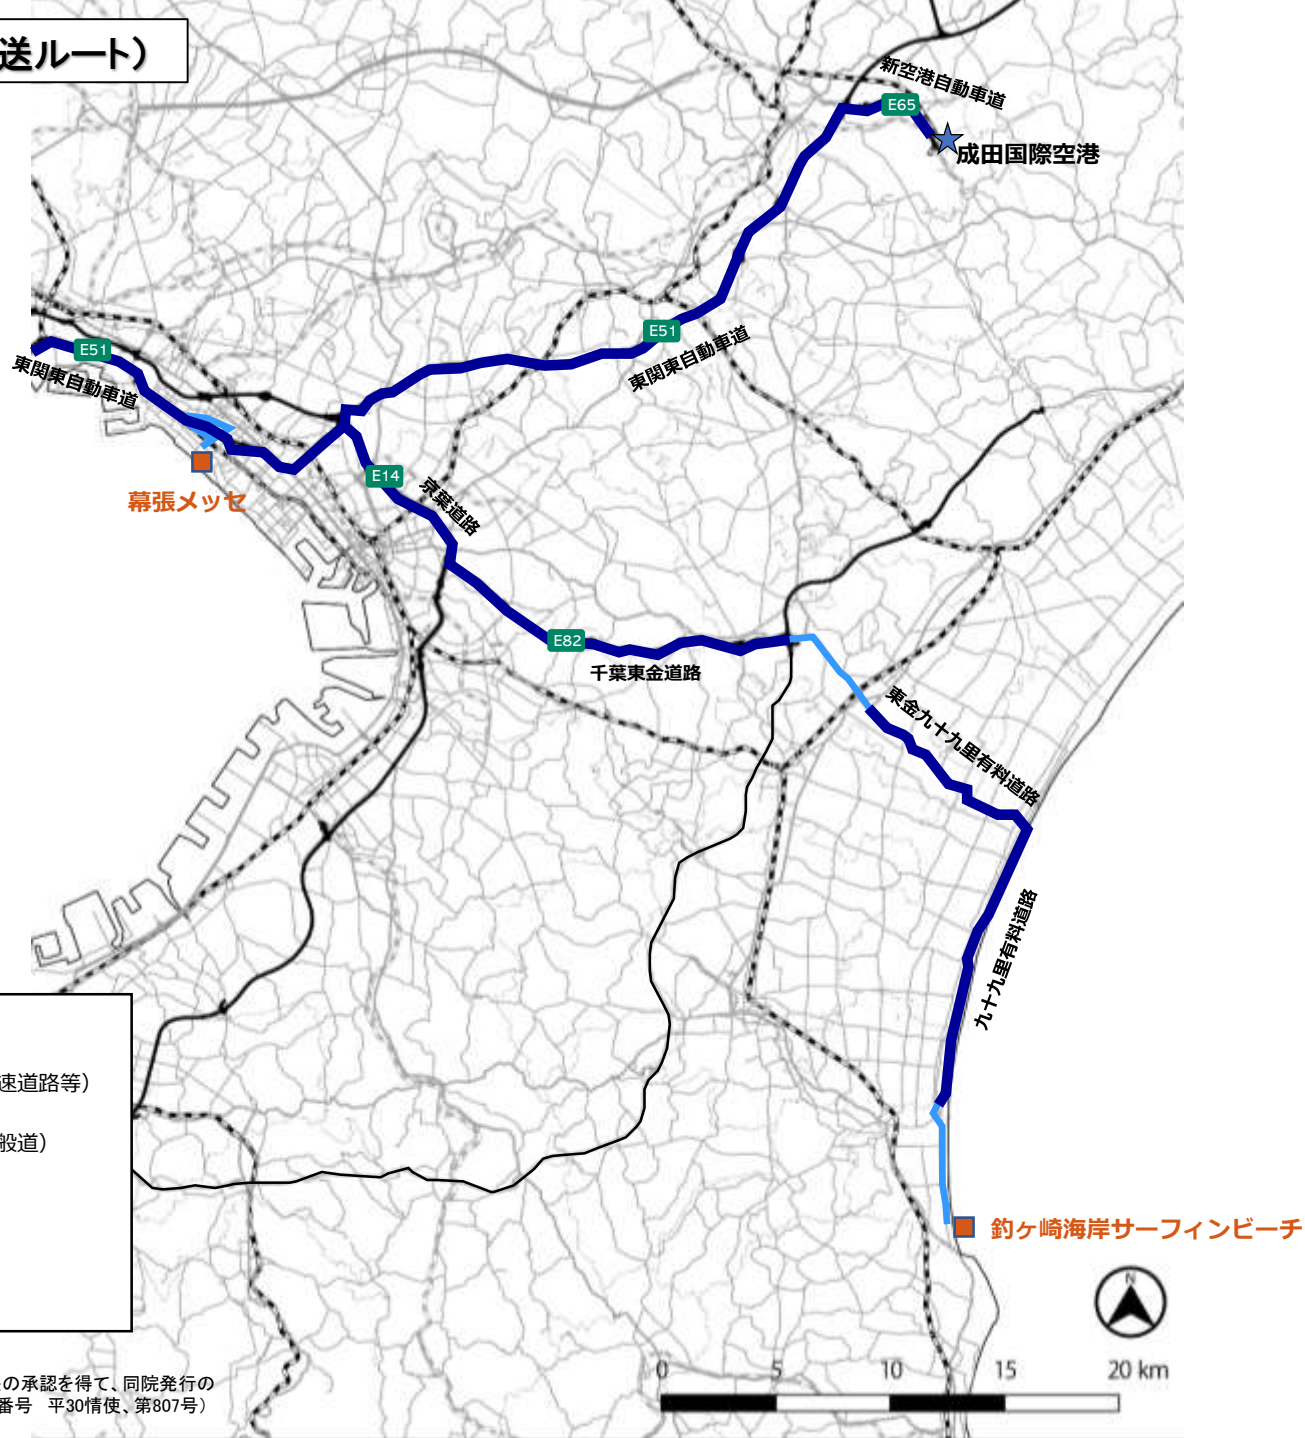 送ルート）
新空港自動車道
E65
成田国際空港
E51
東関東自動車道
E51
東関東自動車道
幕張メッセ
E14
京葉道路
E82
千葉東金道路
東金九十九里有料道路
九十九里有料道路
速道路等）
般道）
釣ヶ崎海岸サーフィンビーチ
N
0 5 10 15 20 km
の承認を得て、同院発行の
番号　平30情使、第807号）